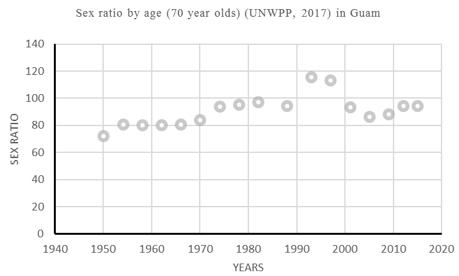 Sex ratio by age (70 year olds) (UNWPP, 2017) in Guam
140
120
100
80
60
40
20
0
SEX RATIO
1940 1950 1960 1970 1980 1990 2000 2010 2020
YEARS